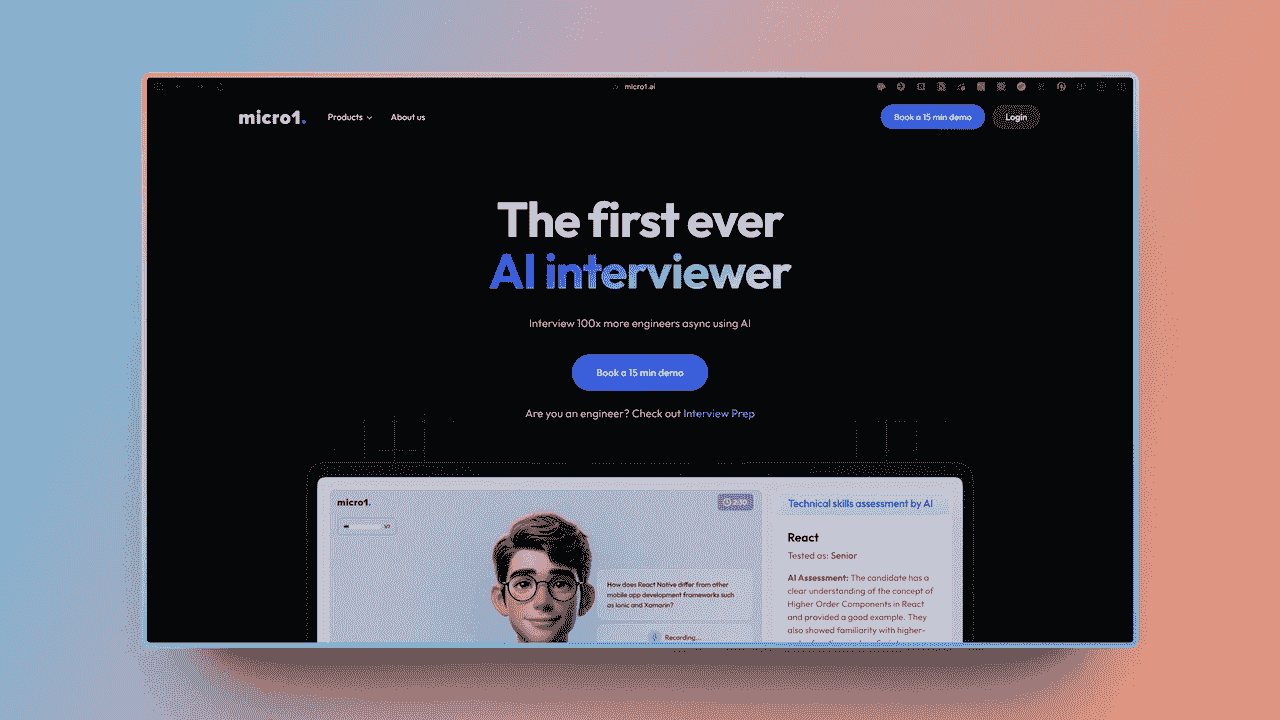 micro1.ai
micro1.
Products
About us
Book a 15 min demo
Login
The first ever
AI interviewer
Interview 100x more engineers async using AI
Book a 15 min demo
Are you an engineer? Check out Interview Prep
micro1.
2:30
How does React Native differ from other
mobile app development frameworks such
as Ionic and Xamarin?
Recording...
Technical skills assessment by AI
React
Tested as: Senior
AI Assessment: The candidate has a
clear understanding of the concept of
Higher Order Components in React
and provided a good example. They
also showed familiarity with higher-